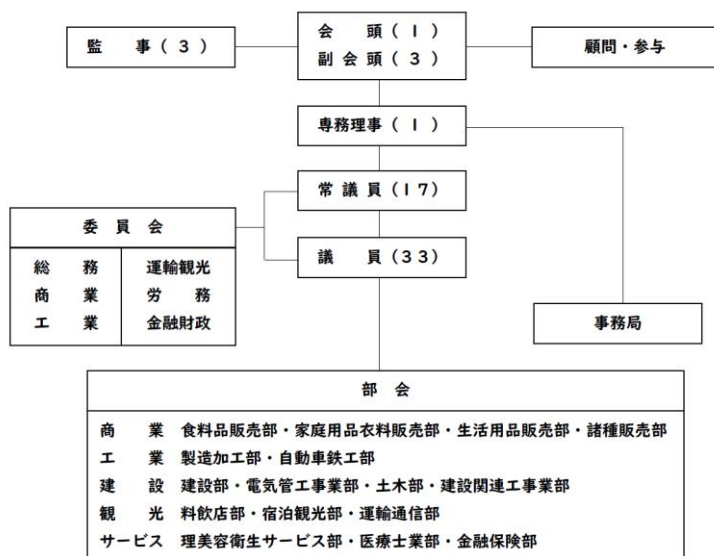 監　事(３)
会　頭(１)
副会頭(３)
顧問・参与
専務理事(１)
常議員(１７)
議　員(３３)
委　員　会
総　務　運輸観光
商　業　労　務
工　業　金融財政
事務局
部　会
商　業　食料品販売部・家庭用品衣料販売部・生活用品販売部・諸種販売部
工　業　製造加工部・自動車鉄工部
建　設　建設部・電気管工事業部・土木部・建設関連工事業部
観　光　料飲店部・宿泊観光部・運輸通信部
サービス　理美容衛生サービス部・医療士業部・金融保険部